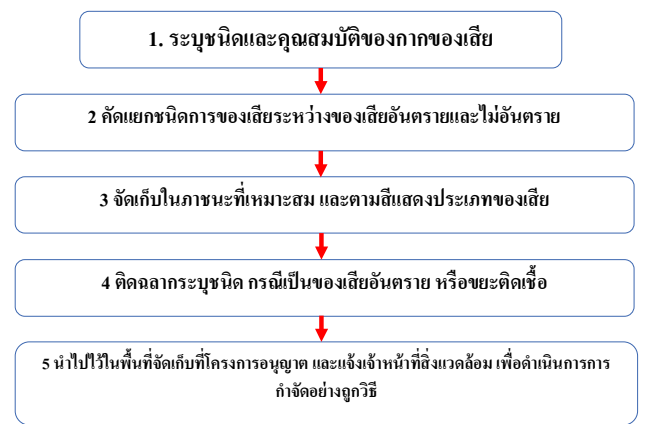 1. ระบุชนิดและคุณสมบัติของกากของเสีย
2 คัดแยกชนิดการของเสียระหว่างของเสียอันตรายและไม่อันตราย
3 จัดเก็บในภาชนะที่เหมาะสม และตามสีแสดงประเภทของเสีย
4 ติดฉลากระบุชนิด กรณีเป็นของเสียอันตราย หรือขยะติดเชื้อ
5 นำไปไว้ในพื้นที่จัดเก็บที่โครงการอนุญาต และแจ้งเจ้าหน้าที่สิ่งแวดล้อม เพื่อดำเนินการการ
กำจัดอย่างถูกวิธี